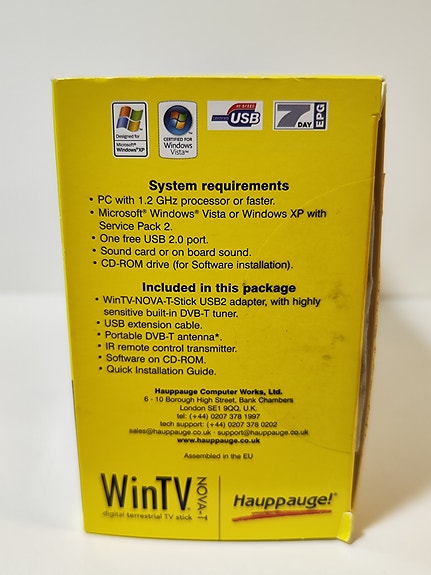 Designed for
Microsoft®
Windows®XP
CERTIFIED FOR
Windows
Vista™
HI-SPEED
CERTIFIED
USB
7
DAY
EPG
System requirements
• PC with 1.2 GHz processor or faster.
• Microsoft® Windows® Vista or Windows XP with
Service Pack 2.
• One free USB 2.0 port.
• Sound card or on board sound.
• CD-ROM drive (for Software installation).
Included in this package
• WinTV-NOVA-T-Stick USB2 adapter, with highly
sensitive built-in DVB-T tuner.
• USB extension cable.
• Portable DVB-T antenna*.
• IR remote control transmitter.
• Software on CD-ROM.
• Quick Installation Guide.
Hauppauge Computer Works, Ltd.
6 - 10 Borough High Street, Bank Chambers
London SE1 9QQ, U.K.
tel: (+44) 0207 378 1997
tech support: (+44) 0207 378 0202
sales@hauppauge.co.uk · support@hauppauge.co.uk
www.hauppauge.co.uk
Assembled in the EU
WinTV®
NOVA-T
digital terrestrial TV stick
Hauppauge!®